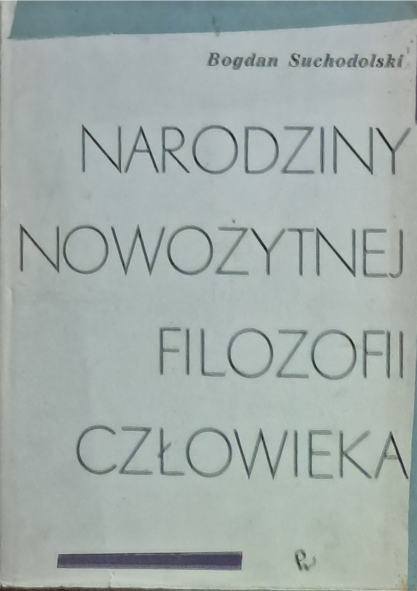 Bogdan Suchodolski
NARODZINY
NOWOŻYTNEJ
FILOZOFII
CZŁOWIEKA